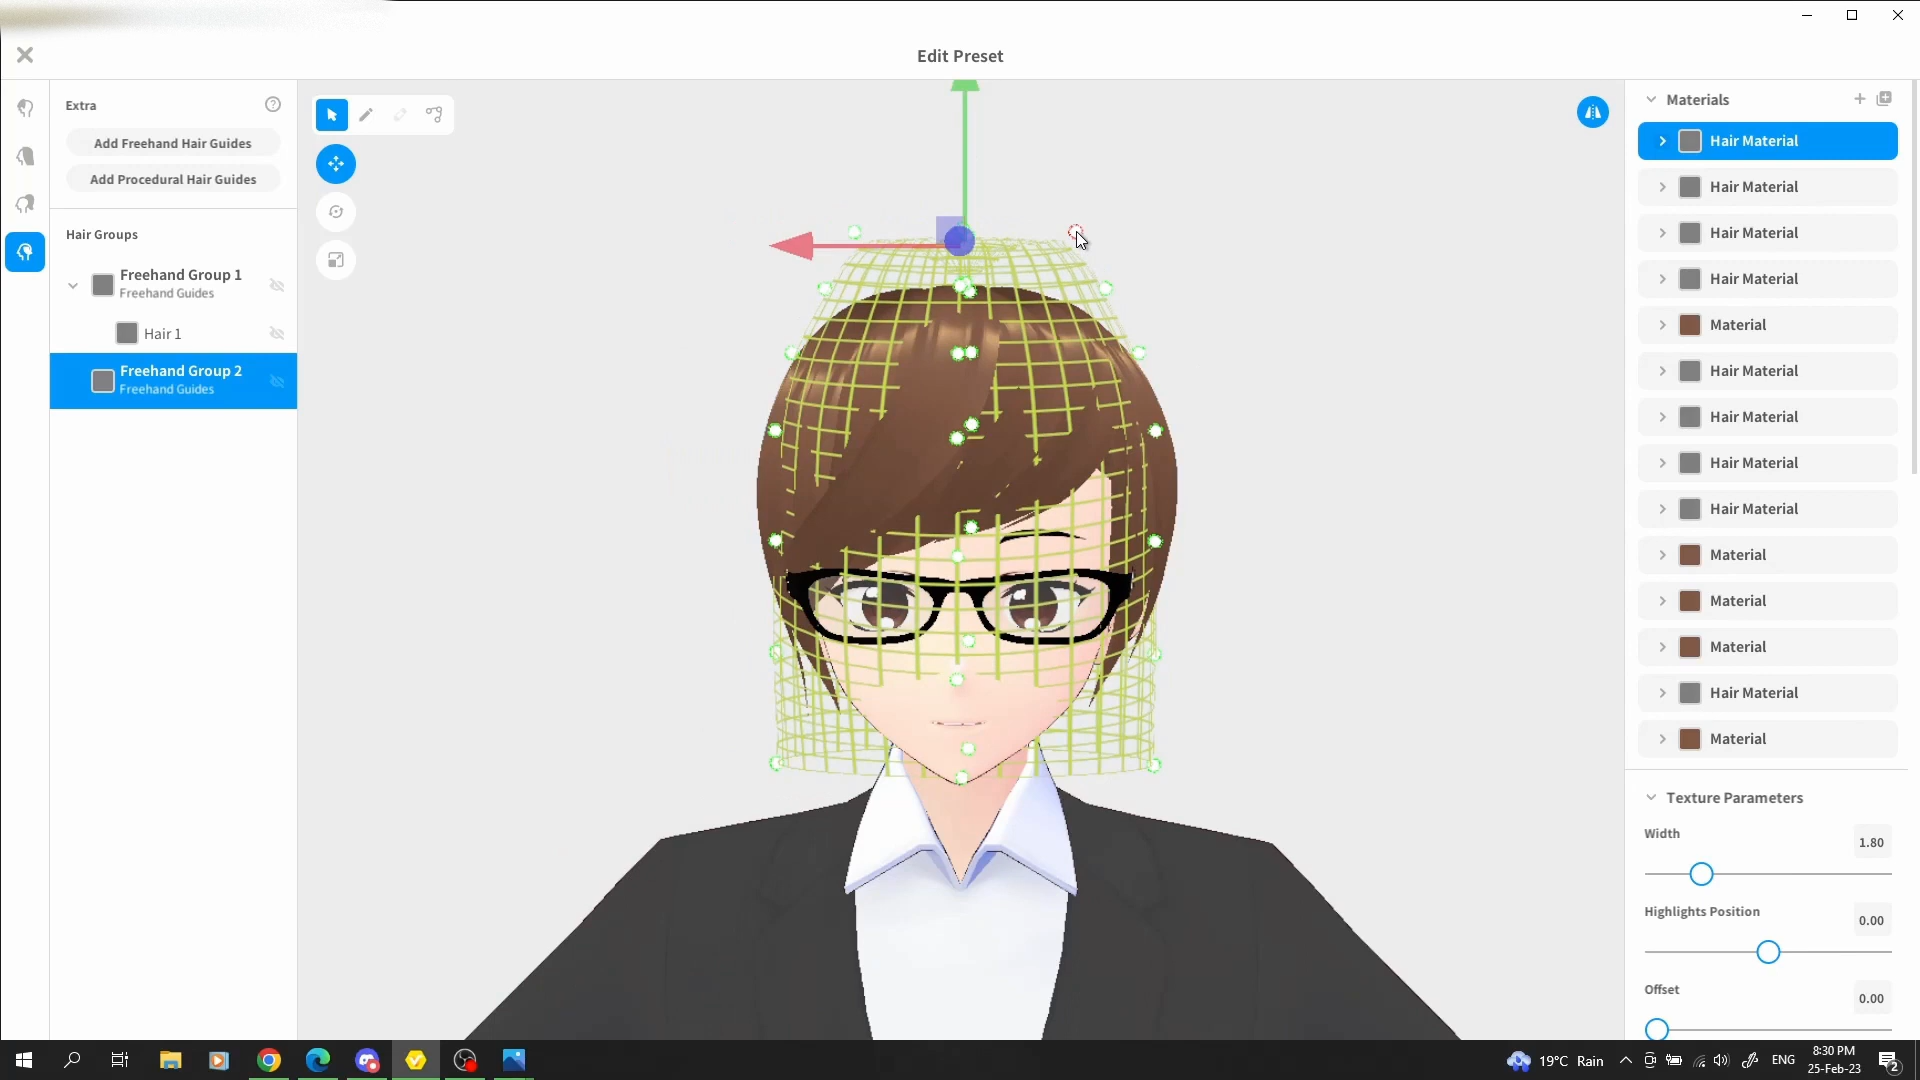 Edit Preset
Extra
Add Freehand Hair Guides
Add Procedural Hair Guides
Hair Groups
Freehand Group 1
Freehand Guides
Hair 1
Freehand Group 2
Freehand Guides
Materials
Hair Material
Hair Material
Hair Material
Hair Material
Material
Hair Material
Hair Material
Hair Material
Hair Material
Material
Material
Material
Hair Material
Material
Texture Parameters
Width
1.80
Highlights Position
0.00
Offset
0.00
19°C Rain
ENG
8:30 PM
25-Feb-23
2